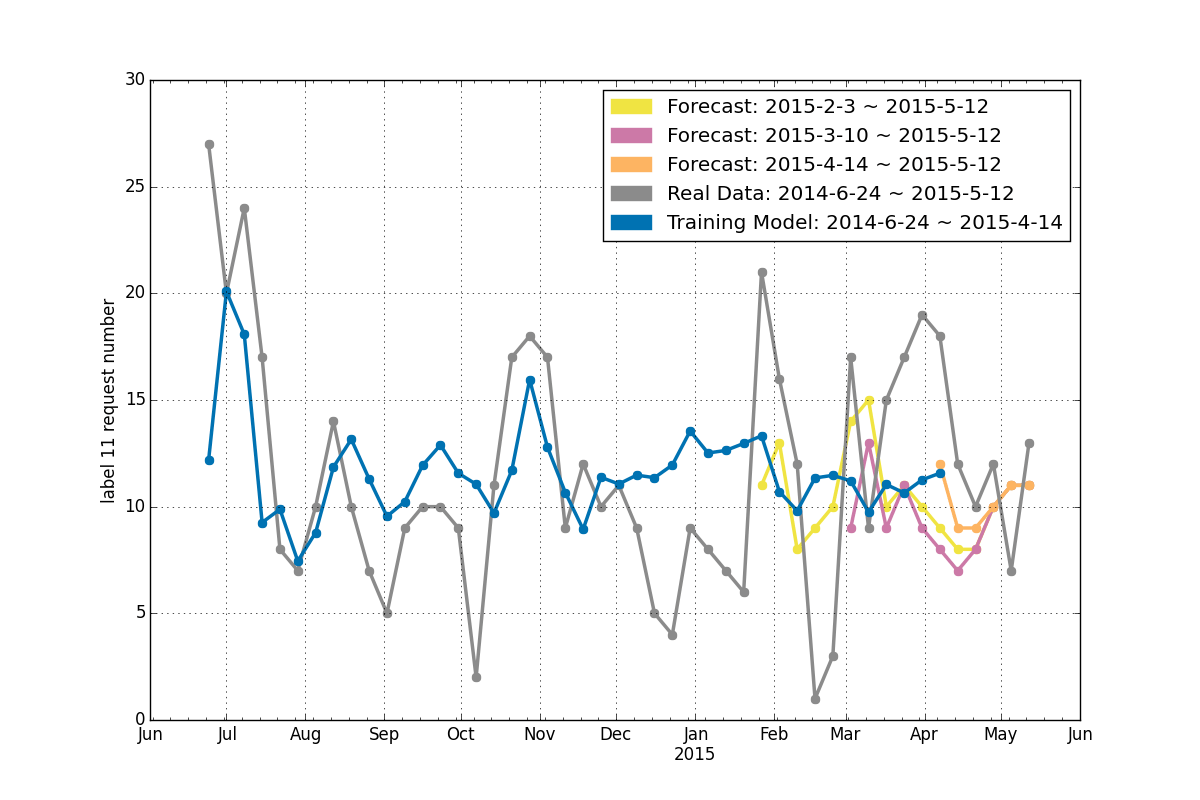 30
25
20
15
10
5
0
label 11 request number
Forecast: 2015-2-3 ~ 2015-5-12
Forecast: 2015-3-10 ~ 2015-5-12
Forecast: 2015-4-14 ~ 2015-5-12
Real Data: 2014-6-24 ~ 2015-5-12
Training Model: 2014-6-24 ~ 2015-4-14
Jun Jul Aug Sep Oct Nov Dec Jan Feb Mar Apr May Jun
2015